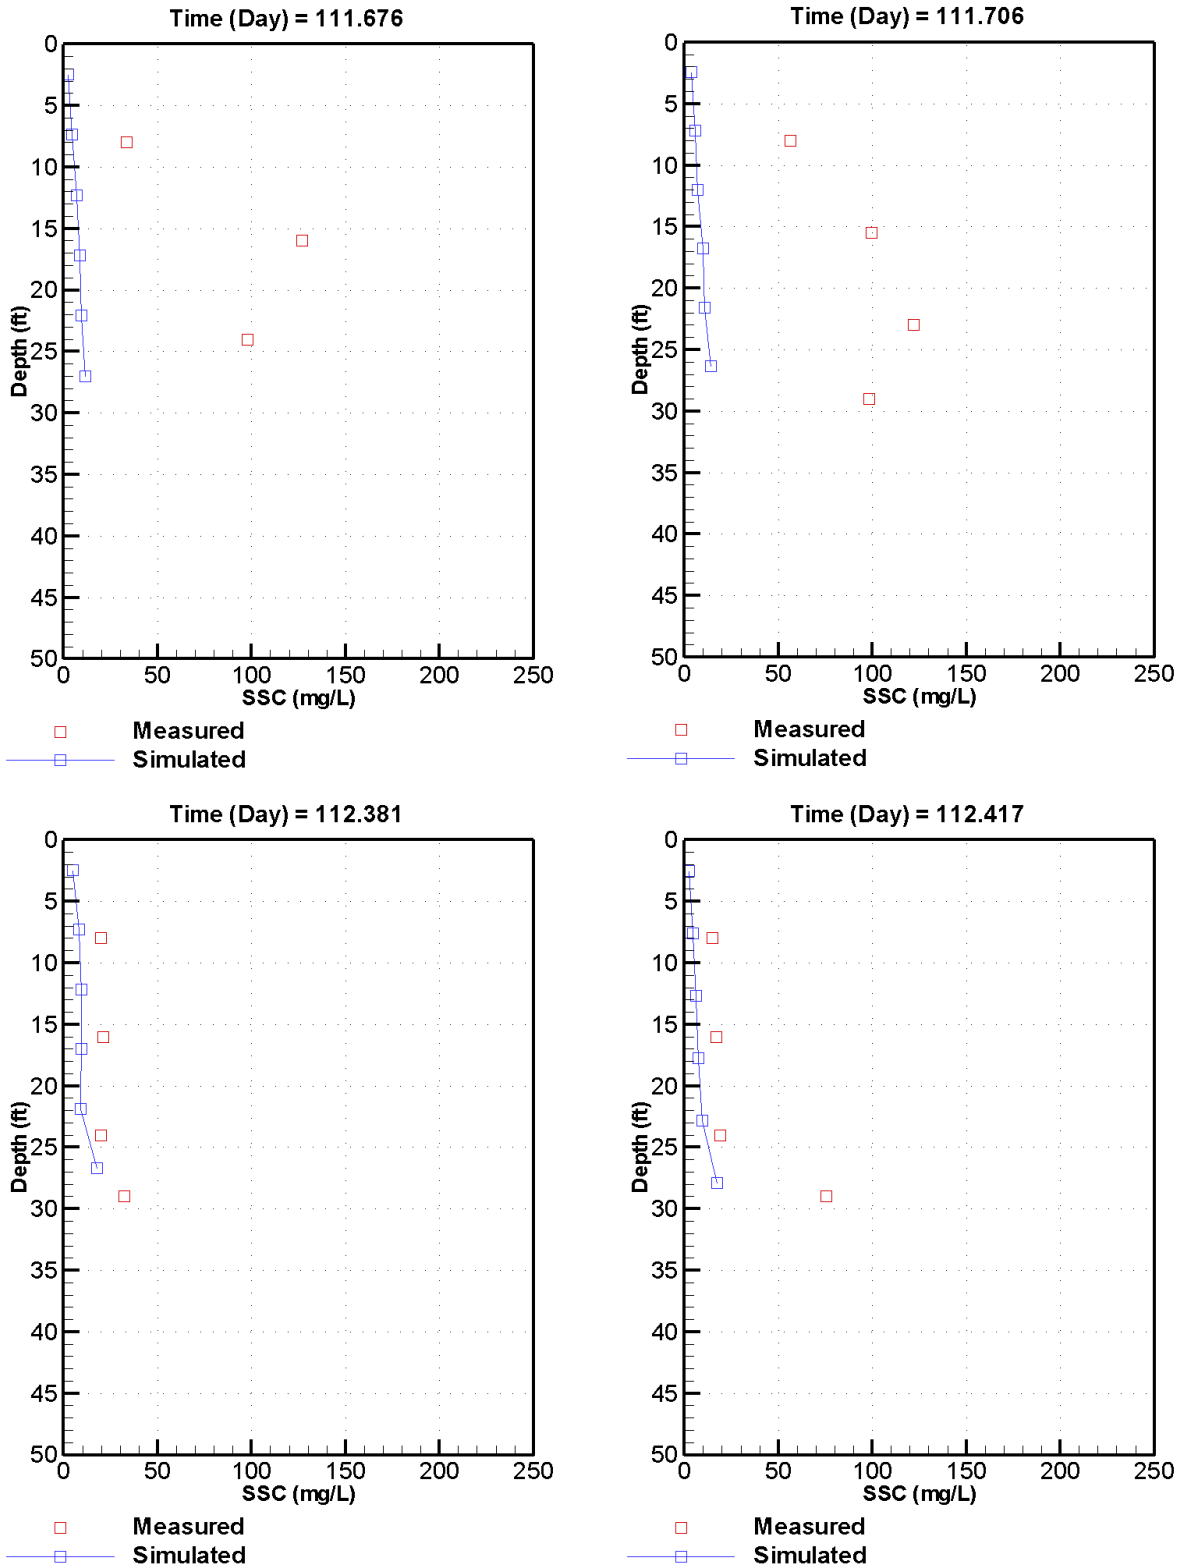 Time (Day) = 111.676
0
5
10
15
20
25
30
35
40
45
50
Depth (ft)
0 50 100 150 200 250
SSC (mg/L)
Measured
Simulated
Time (Day) = 111.706
0
5
10
15
20
25
30
35
40
45
50
Depth (ft)
0 50 100 150 200 250
SSC (mg/L)
Measured
Simulated
Time (Day) = 112.381
0
5
10
15
20
25
30
35
40
45
50
Depth (ft)
0 50 100 150 200 250
SSC (mg/L)
Measured
Simulated
Time (Day) = 112.417
0
5
10
15
20
25
30
35
40
45
50
Depth (ft)
0 50 100 150 200 250
SSC (mg/L)
Measured
Simulated